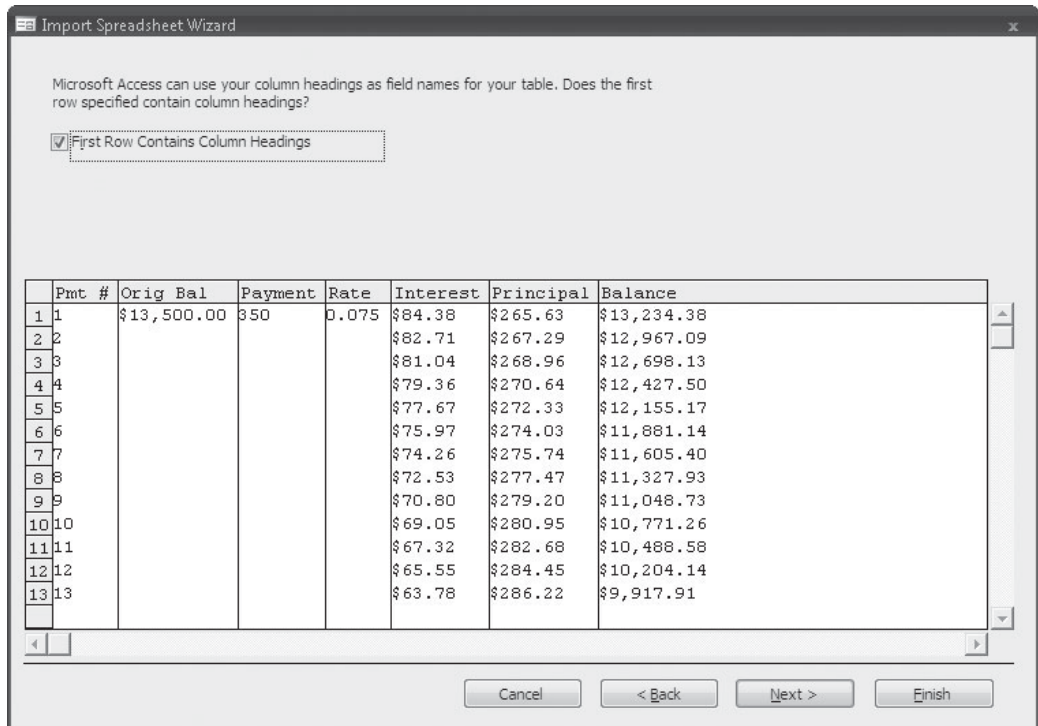 Import Spreadsheet Wizard
x
Microsoft Access can use your column headings as field names for your table. Does the first
row specified contain column headings?
First Row Contains Column Headings
Pmt # Orig Bal Payment Rate Interest Principal Balance
1 1 $13,500.00 350 0.075 $84.38 $265.63 $13,234.38
2 2 $82.71 $267.29 $12,967.09
3 3 $81.04 $268.96 $12,698.13
4 4 $79.36 $270.64 $12,427.50
5 5 $77.67 $272.33 $12,155.17
6 6 $75.97 $274.03 $11,881.14
7 7 $74.26 $275.74 $11,605.40
8 8 $72.53 $277.47 $11,327.93
9 9 $70.80 $279.20 $11,048.73
10 10 $69.05 $280.95 $10,771.26
11 11 $67.32 $282.68 $10,488.58
12 12 $65.55 $284.45 $10,204.14
13 13 $63.78 $286.22 $9,917.91
Cancel < Back Next > Finish